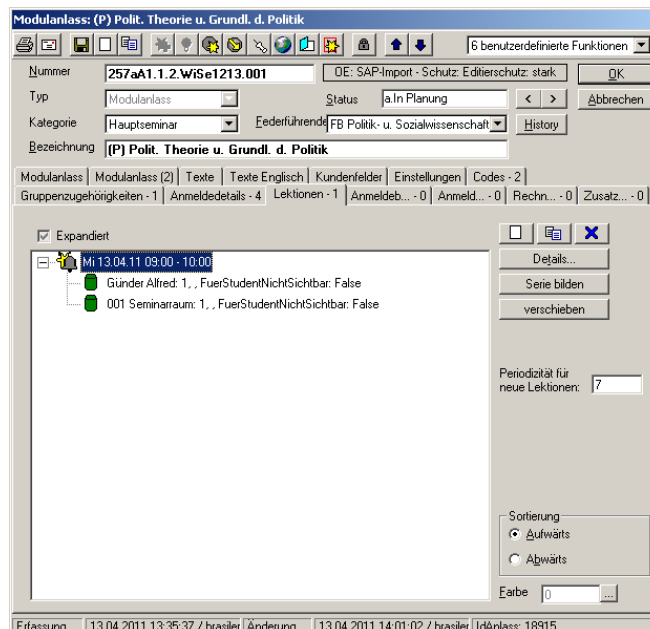 Modulanlass: (P) Polit. Theorie u. Grundl. d. Politik
6 benutzerdefinierte Funktionen
Nummer 257aA1.1.2.WiSe1213.001 OE: SAP-Import - Schutz: Editierschutz: stark OK
Typ Modulanlass Status a.In Planung < > Abbrechen
Kategorie Hauptseminar Federführende FB Politik- u. Sozialwissenschaft History
Bezeichnung (P) Polit. Theorie u. Grundl. d. Politik
Modulanlass Modulanlass (2) Texte Texte Englisch Kundenfelder Einstellungen Codes - 2
Gruppenzugehörigkeiten - 1 Anmeldedetails - 4 Lektionen - 1 Anmeldeb... - 0 Anmeld... - 0 Rechn... - 0 Zusatz... - 0
Expandiert
Mi 13.04.11 09:00 - 10:00
Günder Alfred: 1, , FuerStudentNichtSichtbar: False
001 Seminarraum: 1, , FuerStudentNichtSichtbar: False
Details...
Serie bilden
verschieben
Periodizität für
neue Lektionen: 7
Sortierung
Aufwärts
Abwärts
Farbe 0 ...
Erfassung 13.04.2011 13:35:37 / brasiler Änderung 13.04.2011 14:01:02 / brasiler IdAnlass: 18915